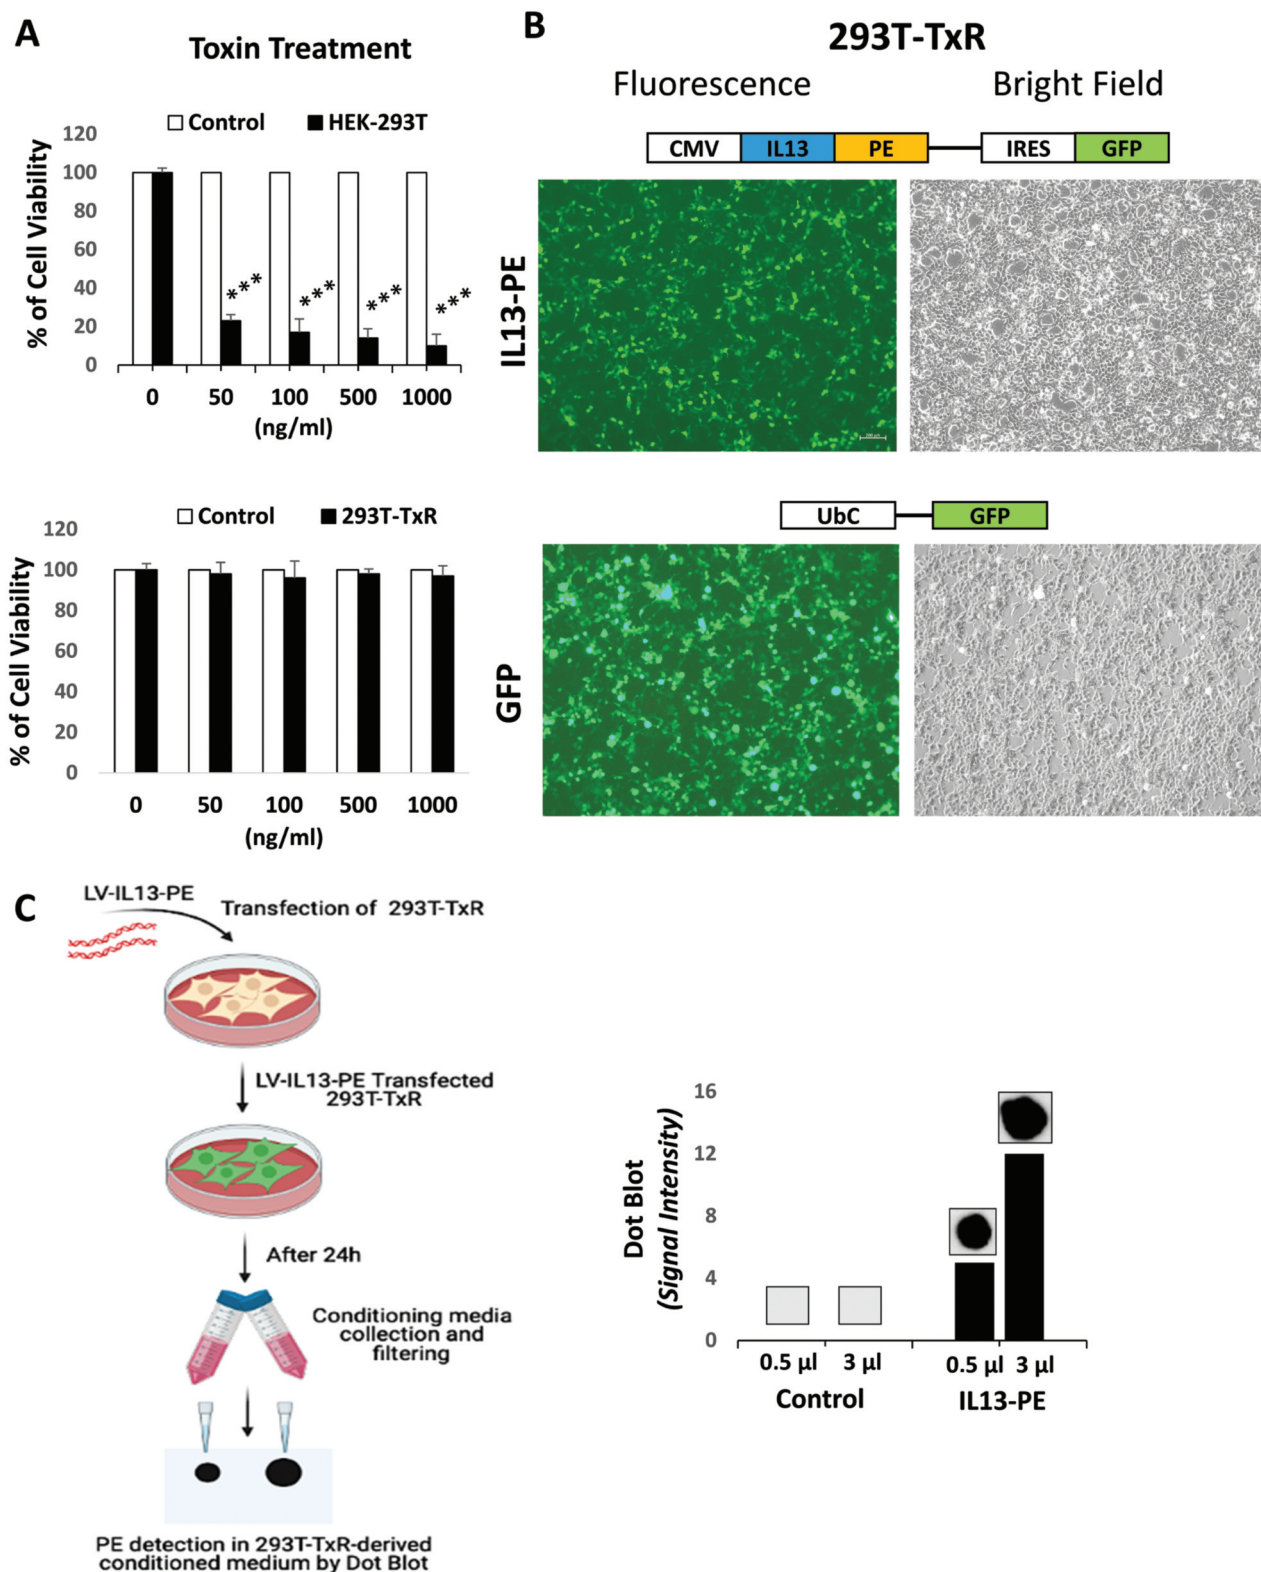 A
Toxin Treatment
Control
HEK-293T
% of Cell Viability
120
100
80
60
40
20
0
***
***
***
***
0 50 100 500 1000
(ng/ml)
Control
293T-TxR
% of Cell Viability
120
100
80
60
40
20
0
0 50 100 500 1000
(ng/ml)
B
293T-TxR
Fluorescence
Bright Field
CMV IL13 PE IRES GFP
IL13-PE
UbC GFP
GFP
C
LV-IL13-PE
Transfection of 293T-TxR
LV-IL13-PE Transfected
293T-TxR
After 24h
Conditioning media
collection and
filtering
PE detection in 293T-TxR-derived
conditioned medium by Dot Blot
Dot Blot
(Signal Intensity)
16
12
8
4
0
0.5 µl 3 µl 0.5 µl 3 µl
Control IL13-PE